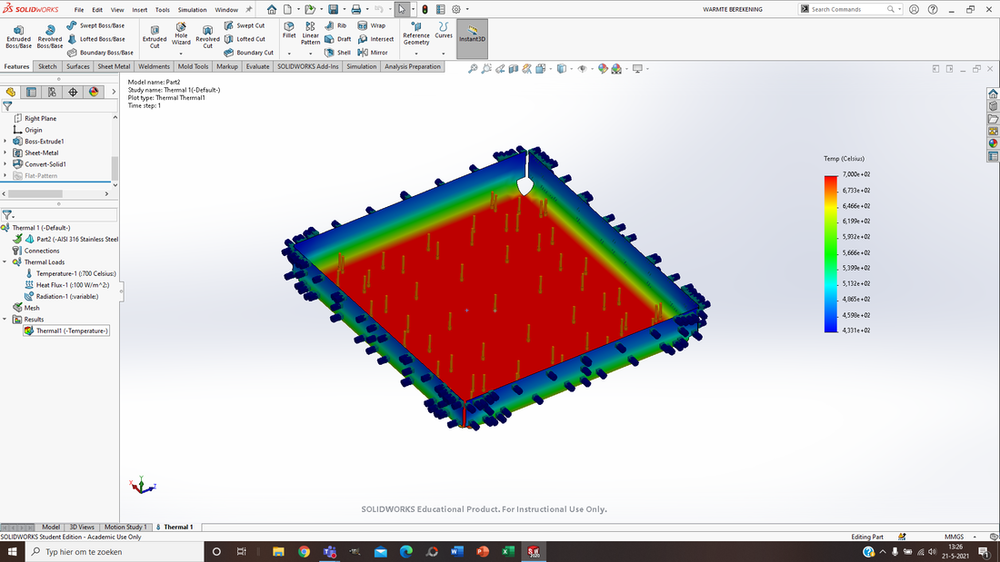 SOLIDWORKS File Edit View Insert Tools Simulation Window WARMTE BEREKENING Search Commands
Extruded Boss/Base
Revolved Boss/Base
Swept Boss/Base
Lofted Boss/Base
Boundary Boss/Base
Extruded Cut
Hole Wizard
Revolved Cut
Swept Cut
Lofted Cut
Boundary Cut
Fillet
Linear Pattern
Rib
Draft
Shell
Wrap
Intersect
Mirror
Reference Geometry
Curves
Instant3D
Features Sketch Surfaces Sheet Metal Weldments Mold Tools Markup Evaluate SOLIDWORKS Add-Ins Simulation Analysis Preparation
Model name: Part2
Study name: Thermal 1(-Default-)
Plot type: Thermal Thermal1
Time step: 1
Right Plane
Origin
Boss-Extrude1
Sheet-Metal
Convert-Solid1
Flat-Pattern
Thermal 1 (-Default-)
Part2 (-AISI 316 Stainless Steel
Connections
Thermal Loads
Temperature-1 (:700 Celsius:)
Heat Flux-1 (:100 W/m^2:)
Radiation-1 (:variable:)
Mesh
Results
Thermal1 (-Temperature-)
Temp (Celsius)
7,000e+02
6,733e+02
6,466e+02
6,199e+02
5,932e+02
5,666e+02
5,399e+02
5,132e+02
4,865e+02
4,598e+02
4,331e+02
Y
X
Z
SOLIDWORKS Educational Product. For Instructional Use Only.
Model 3D Views Motion Study 1 Thermal 1
SOLIDWORKS Student Edition - Academic Use Only Editing Part MMGS
Typ hier om te zoeken
13:26
21-5-2021